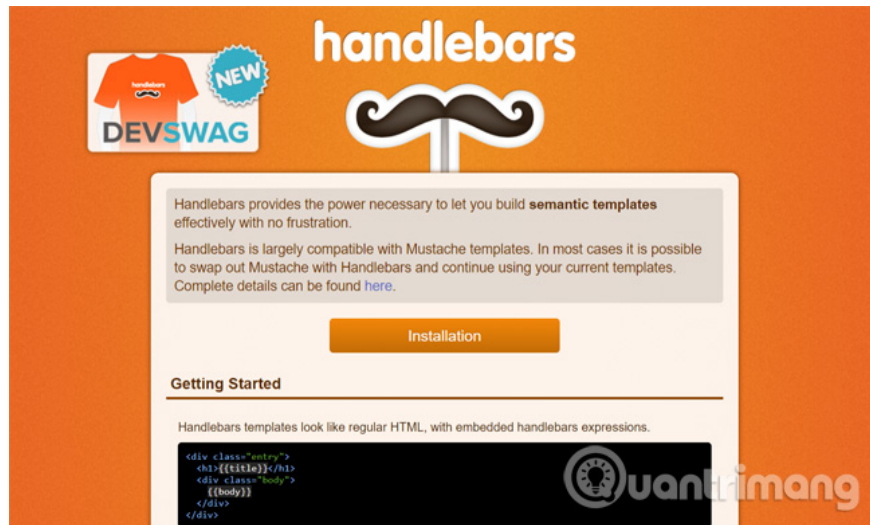 handlebars
handlebars
NEW
DEVSWAG
Handlebars provides the power necessary to let you build semantic templates
effectively with no frustration.
Handlebars is largely compatible with Mustache templates. In most cases it is possible
to swap out Mustache with Handlebars and continue using your current templates.
Complete details can be found here.
Installation
Getting Started
Handlebars templates look like regular HTML, with embedded handlebars expressions.
<div class="entry">
<h1>{{title}}</h1>
<div class="body">
{{body}}
</div>
</div>
Quantrimang